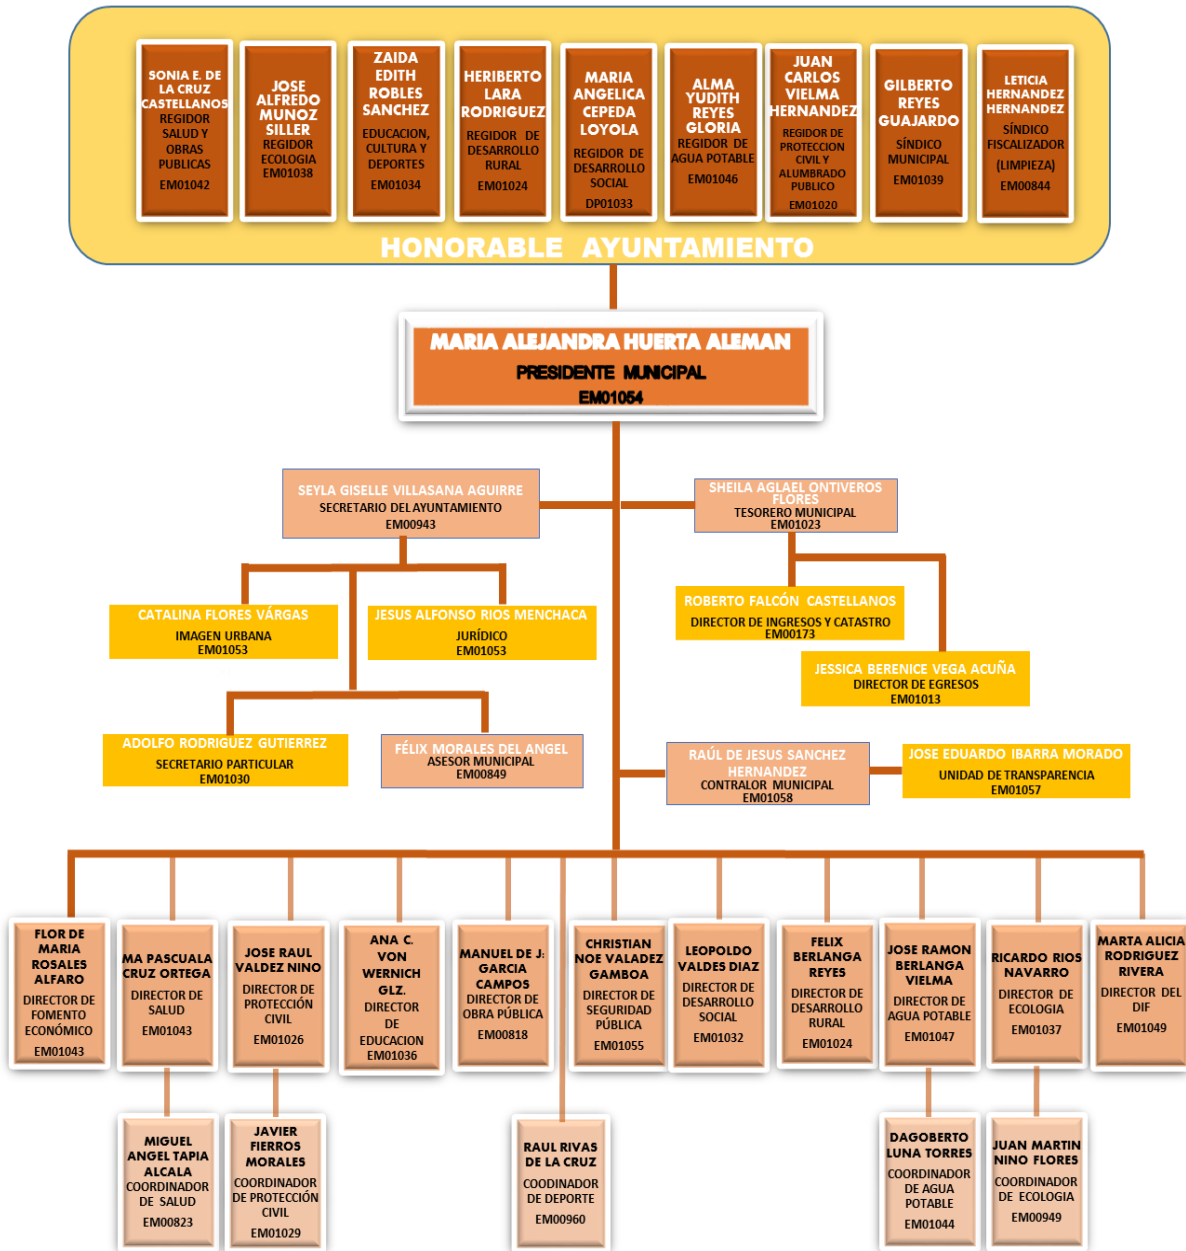 SONIA E. DE
LA CRUZ
CASTELLANOS
REGIDOR
SALUD Y
OBRAS
PUBLICAS
EM01042
JOSE
ALFREDO
MUÑOZ
SILLER
REGIDOR
ECOLOGIA
EM01038
ZAIDA
EDITH
ROBLES
SANCHEZ
EDUCACION,
CULTURA Y
DEPORTES
EM01034
HERIBERTO
LARA
RODRIGUEZ
REGIDOR DE
DESARROLLO
RURAL
EM01024
MARIA
ANGELICA
CEPEDA
LOYOLA
REGIDOR DE
DESARROLLO
SOCIAL
DP01033
ALMA
YUDITH
REYES
GLORIA
REGIDOR DE
AGUA POTABLE
EM01046
JUAN
CARLOS
VIELMA
HERNANDEZ
REGIDOR DE
PROTECCION
CIVIL Y
ALUMBRADO
PUBLICO
EM01020
GILBERTO
REYES
GUAJARDO
SÍNDICO
MUNICIPAL
EM01039
LETICIA
HERNANDEZ
HERNANDEZ
SÍNDICO
FISCALIZADOR
(LIMPIEZA)
EM00844
HONORABLE AYUNTAMIENTO
MARIA ALEJANDRA HUERTA ALEMAN
PRESIDENTE MUNICIPAL
EM01054
SEYLA GISELLE VILLASANA AGUIRRE
SECRETARIO DEL AYUNTAMIENTO
EM00943
SHEILA AGLAEL ONTIVEROS
FLORES
TESORERO MUNICIPAL
EM01023
CATALINA FLORES VÁRGAS
IMAGEN URBANA
EM01053
JESUS ALFONSO RIOS MENCHACA
JURÍDICO
EM01053
ROBERTO FALCÓN CASTELLANOS
DIRECTOR DE INGRESOS Y CATASTRO
EM00173
JESSICA BERENICE VEGA ACUÑA
DIRECTOR DE EGRESOS
EM01013
ADOLFO RODRIGUEZ GUTIERREZ
SECRETARIO PARTICULAR
EM01030
FÉLIX MORALES DEL ANGEL
ASESOR MUNICIPAL
EM00849
RAÚL DE JESUS SANCHEZ
HERNANDEZ
CONTRALOR MUNICIPAL
EM01058
JOSE EDUARDO IBARRA MORADO
UNIDAD DE TRANSPARENCIA
EM01057
FLOR DE
MARIA
ROSALES
ALFARO
DIRECTOR DE
FOMENTO
ECONÓMICO
EM01043
MA PASCUALA
CRUZ ORTEGA
DIRECTOR DE
SALUD
EM01043
JOSE RAUL
VALDEZ NINO
DIRECTOR DE
PROTECCIÓN
CIVIL
EM01026
ANA C.
VON
WERNICH
GLZ.
DIRECTOR
DE
EDUCACION
EM01036
MANUEL DE J:
GARCIA
CAMPOS
DIRECTOR DE
OBRA PÚBLICA
EM00818
CHRISTIAN
NOE VALADEZ
GAMBOA
DIRECTOR DE
SEGURIDAD
PÚBLICA
EM01055
LEOPOLDO
VALDES DIAZ
DIRECTOR DE
DESARROLLO
SOCIAL
EM01032
FELIX
BERLANGA
REYES
DIRECTOR DE
DESARROLLO
RURAL
EM01024
JOSE RAMON
BERLANGA
VIELMA
DIRECTOR DE
AGUA POTABLE
EM01047
RICARDO RIOS
NAVARRO
DIRECTOR DE
ECOLOGIA
EM01037
MARTA ALICIA
RODRIGUEZ
RIVERA
DIRECTOR DEL
DIF
EM01049
MIGUEL
ANGEL TAPIA
ALCALA
COORDINADOR
DE SALUD
EM00823
JAVIER
FIERROS
MORALES
COORDINADOR
DE PROTECCIÓN
CIVIL
EM01029
RAUL RIVAS
DE LA CRUZ
COODINADOR
DE DEPORTE
EM00960
DAGOBERTO
LUNA TORRES
COORDINADOR
DE AGUA
POTABLE
EM01044
JUAN MARTIN
NINO FLORES
COORDINADOR
DE ECOLOGIA
EM00949